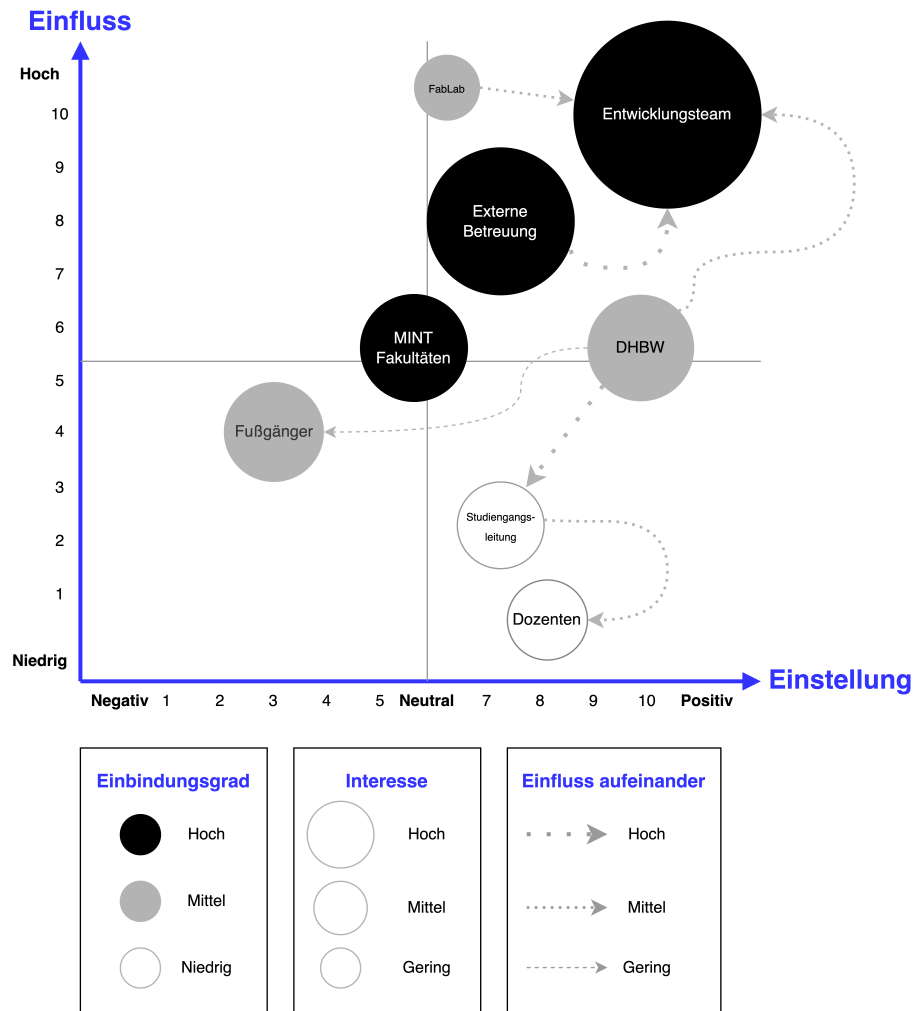 Einfluss
Hoch
10
9
8
7
6
5
4
3
2
1
Niedrig
FabLab
Entwicklungsteam
Externe
Betreuung
MINT
Fakultäten
DHBW
Fußgänger
Studiengangs-
leitung
Dozenten
Negativ 1 2 3 4 5 Neutral 7 8 9 10 Positiv
Einstellung
Einbindungsgrad
Hoch
Mittel
Niedrig
Interesse
Hoch
Mittel
Gering
Einfluss aufeinander
Hoch
Mittel
Gering